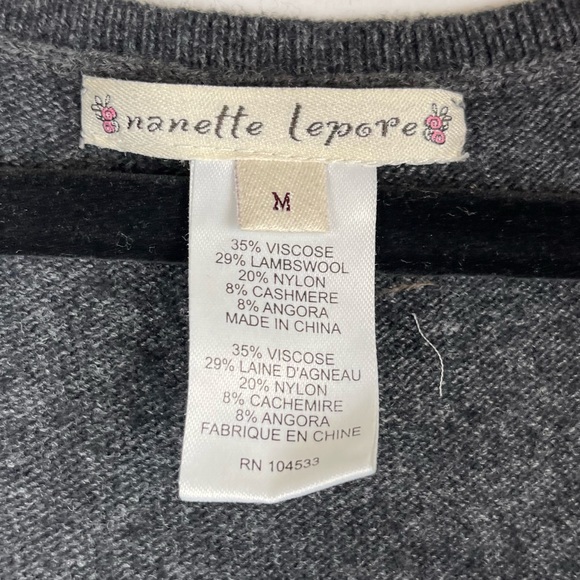 nanette lepore
M
35% VISCOSE
29% LAMBSWOOL
20% NYLON
8% CASHMERE
8% ANGORA
MADE IN CHINA
35% VISCOSE
29% LAINE D'AGNEAU
20% NYLON
8% CACHEMIRE
8% ANGORA
FABRIQUE EN CHINE
RN 104533